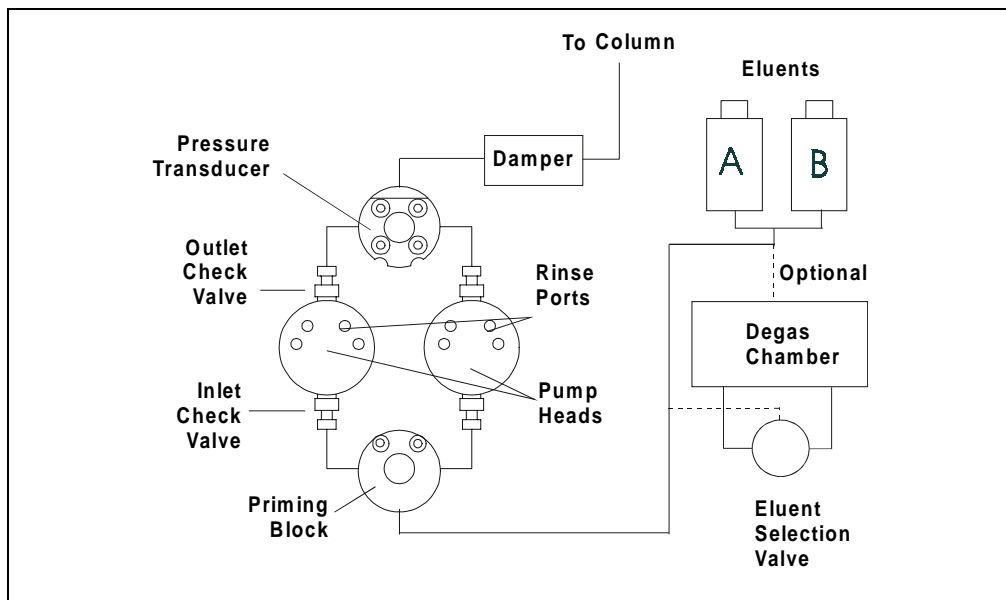 To Column
Eluents
Pressure
Transducer
Damper
A
B
Outlet
Check
Valve
Rinse
Ports
Optional
Degas
Chamber
Inlet
Check
Valve
Pump
Heads
Priming
Block
Eluent
Selection
Valve